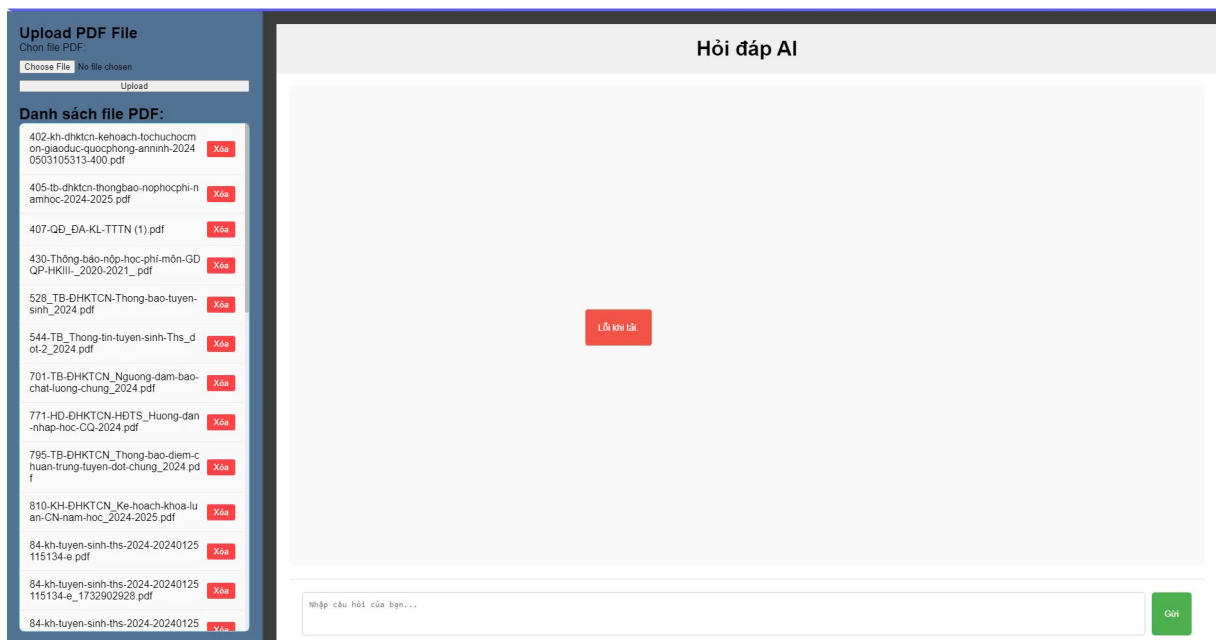 Upload PDF File
Chon file PDF:
Choose File No file chosen
Upload
Danh sách file PDF:
402-kh-dhktcn-kehoach-tochuchocm
on-giaoduc-quocphong-anninh-2024
0503105313-400.pdf
Xóa
405-tb-dhktcn-thongbao-nophocphi-n
amhoc-2024-2025.pdf
Xóa
407-QĐ_ĐA-KL-TTTN (1).pdf
Xóa
430-Thông-báo-nộp-học-phí-môn-GD
QP-HKIII-_2020-2021_.pdf
Xóa
528_TB-ĐHKTCN-Thong-bao-tuyen-
sinh_2024.pdf
Xóa
544-TB_Thong-tin-tuyen-sinh-Ths_d
ot-2_2024.pdf
Xóa
701-TB-ĐHKTCN_Nguong-dam-bao-
chat-luong-chung_2024.pdf
Xóa
771-HD-ĐHKTCN-HĐTS_Huong-dan
-nhap-hoc-CQ-2024.pdf
Xóa
795-TB-ĐHKTCN_Thong-bao-diem-c
huan-trung-tuyen-dot-chung_2024.pd
f
Xóa
810-KH-ĐHKTCN_Ke-hoach-khoa-lu
an-CN-nam-hoc_2024-2025.pdf
Xóa
84-kh-tuyen-sinh-ths-2024-20240125
115134-e.pdf
Xóa
84-kh-tuyen-sinh-ths-2024-20240125
115134-e_1732902928.pdf
Xóa
84-kh-tuyen-sinh-ths-2024-20240125
Xóa
Hỏi đáp AI
Lỗi khi tải.
Nhập câu hỏi của bạn...
Gửi